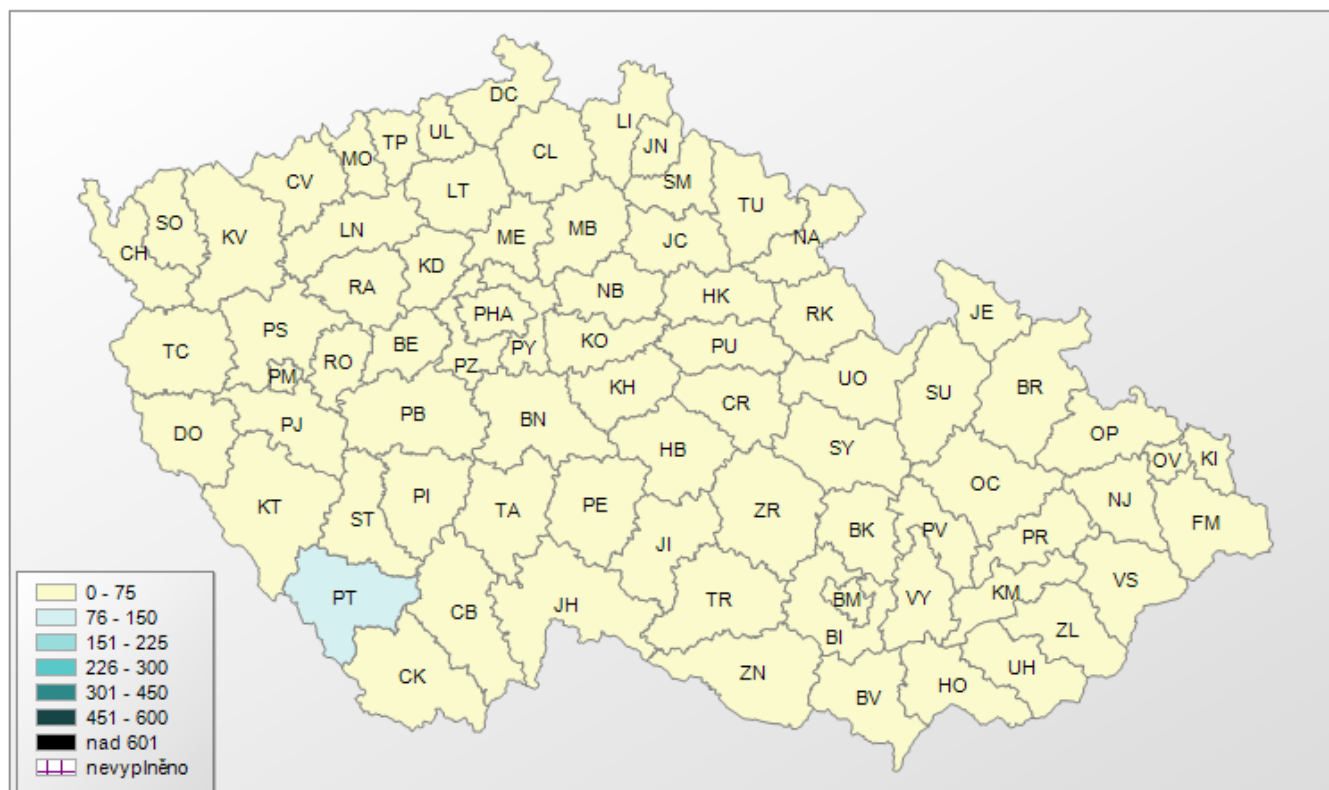 DC
LI
UL
TP
JN
MO
CL
CV
SM
LT
TU
SO
KV
LN
ME
MB
JC
NA
CH
KD
RA
NB
HK
PHA
RK
JE
PS
BE
PY
KO
PU
TC
RO
PZ
PM
UO
KH
BR
SU
CR
PB
BN
PJ
DO
OP
HB
SY
OV
KI
OC
PI
KT
NJ
TA
PE
ZR
ST
FM
BK
PV
PR
JI
VS
0 - 75
PT
KM
76 - 150
JH
TR
BM
VY
CB
151 - 225
ZL
BI
226 - 300
UH
ZN
CK
HO
301 - 450
BV
451 - 600
nad 601
nevyplněno